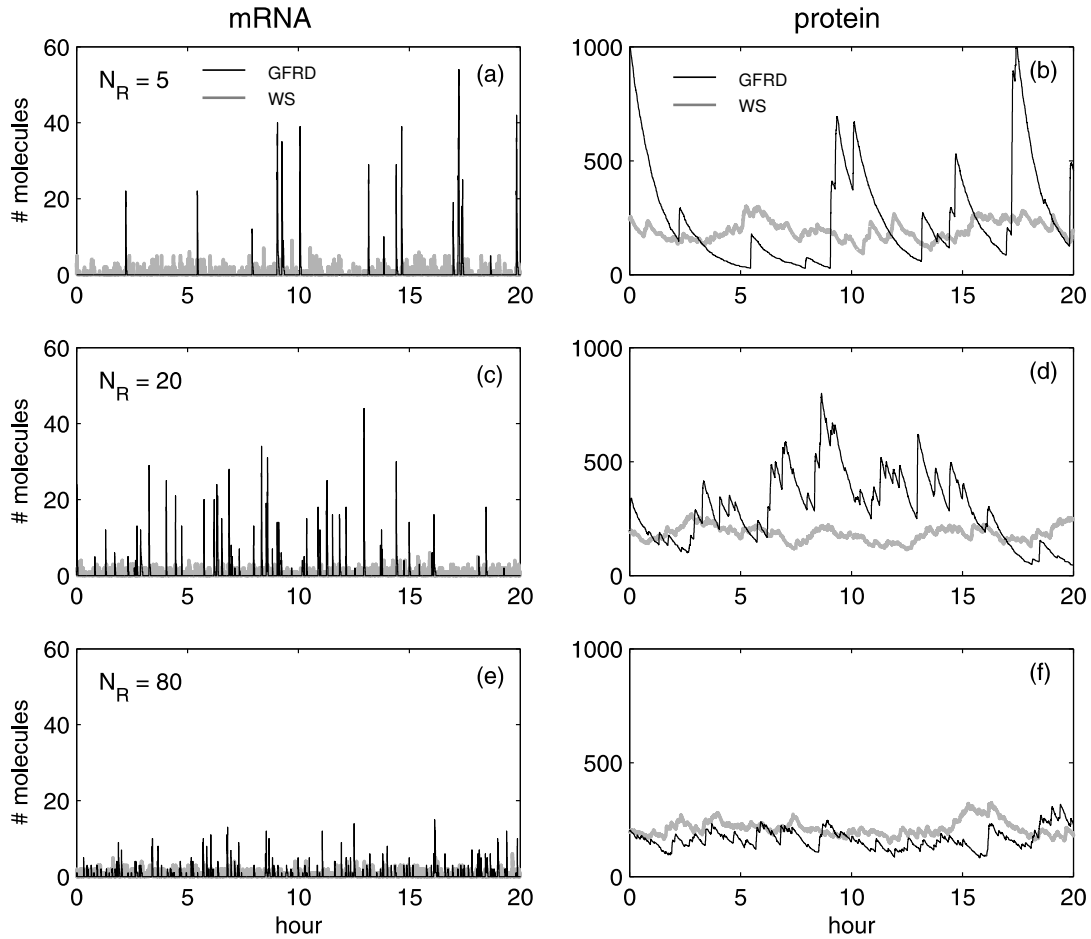 mRNA
protein
60
40
20
0
# molecules
N_R = 5
GFRD
WS
(a)
0 5 10 15 20
1000
500
0
GFRD
WS
(b)
0 5 10 15 20
60
40
20
0
# molecules
N_R = 20
(c)
0 5 10 15 20
1000
500
0
(d)
0 5 10 15 20
60
40
20
0
# molecules
N_R = 80
(e)
0 5 10 15 20
hour
1000
500
0
(f)
0 5 10 15 20
hour